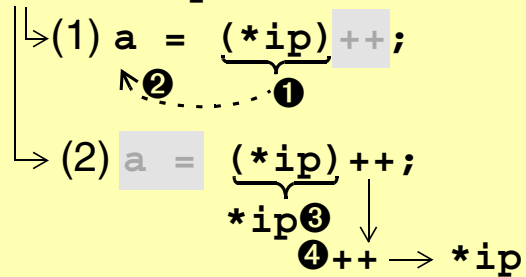 (1) a = (*ip)++;
❷ ❶
(2) a = (*ip)++;
*ip❸
❹++ → *ip